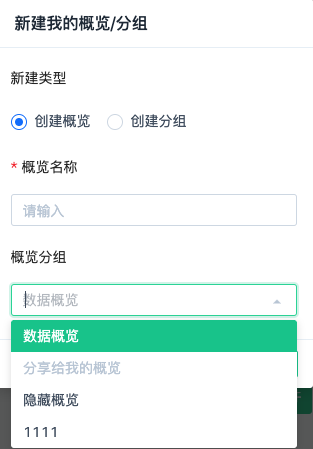 新建我的概览/分组
新建类型
创建概览 创建分组
* 概览名称
请输入
概览分组
数据概览
数据概览
分享给我的概览
隐藏概览
1111